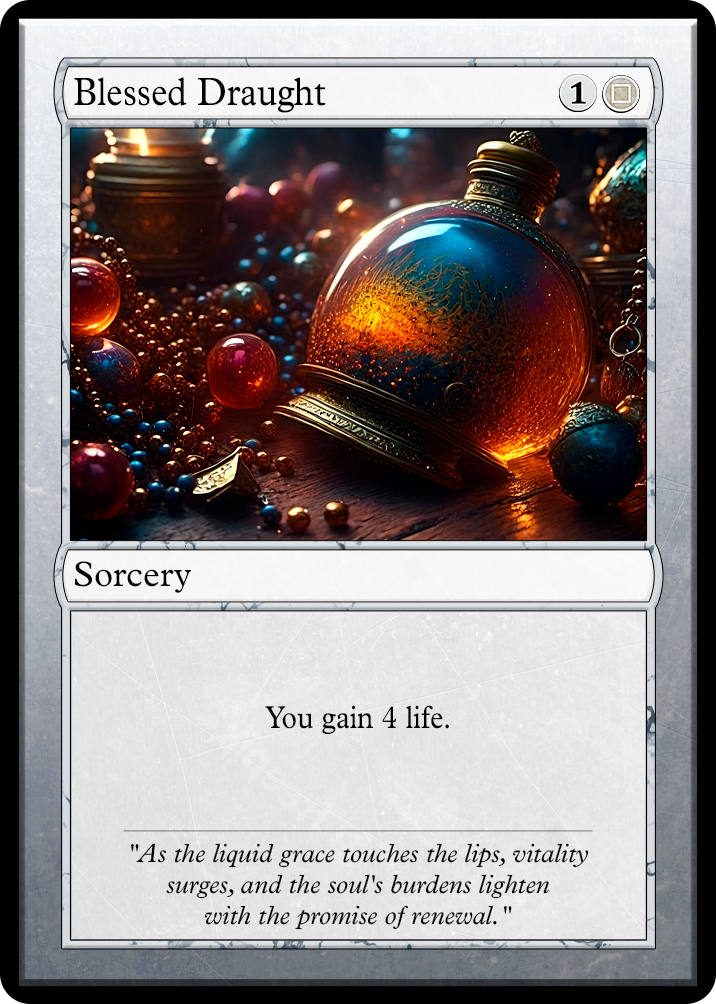 Blessed Draught 1
Sorcery
You gain 4 life.
"As the liquid grace touches the lips, vitality
surges, and the soul's burdens lighten
with the promise of renewal."